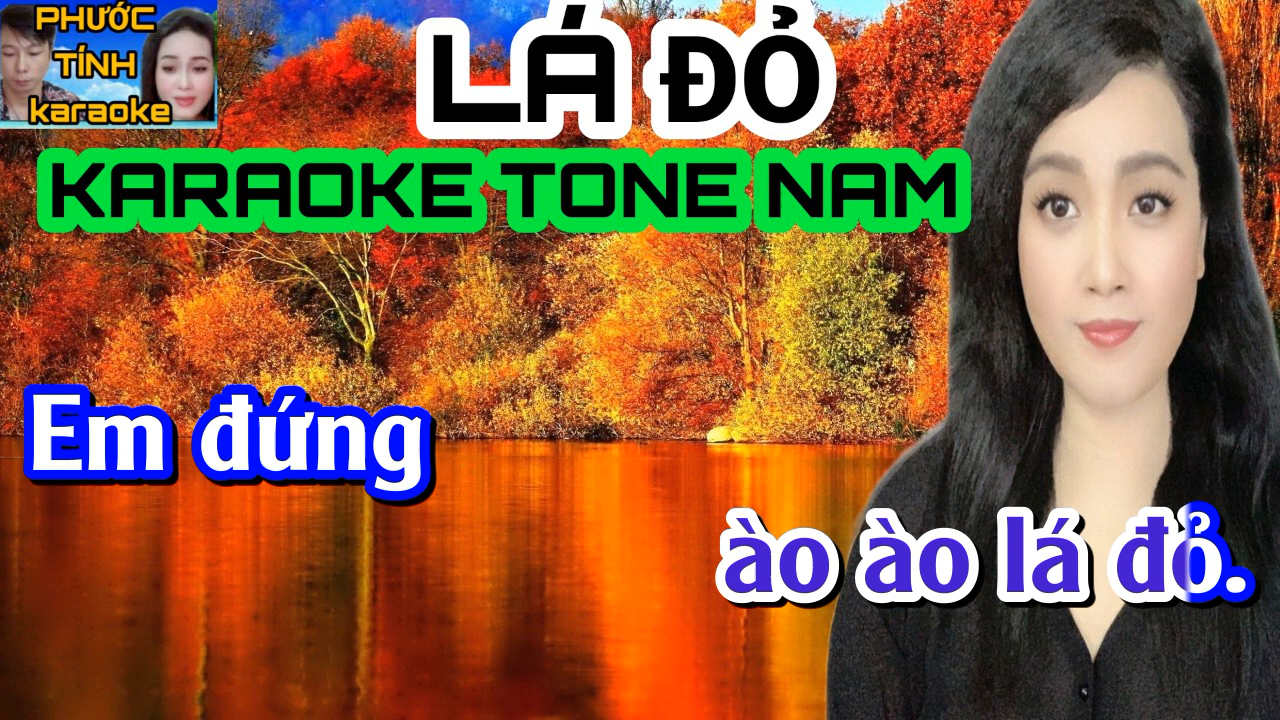 PHƯỚC
TÍNH
karaoke
LÁ ĐỎ
KARAOKE TONE NAM
Em đứng
ào ào lá đỏ.